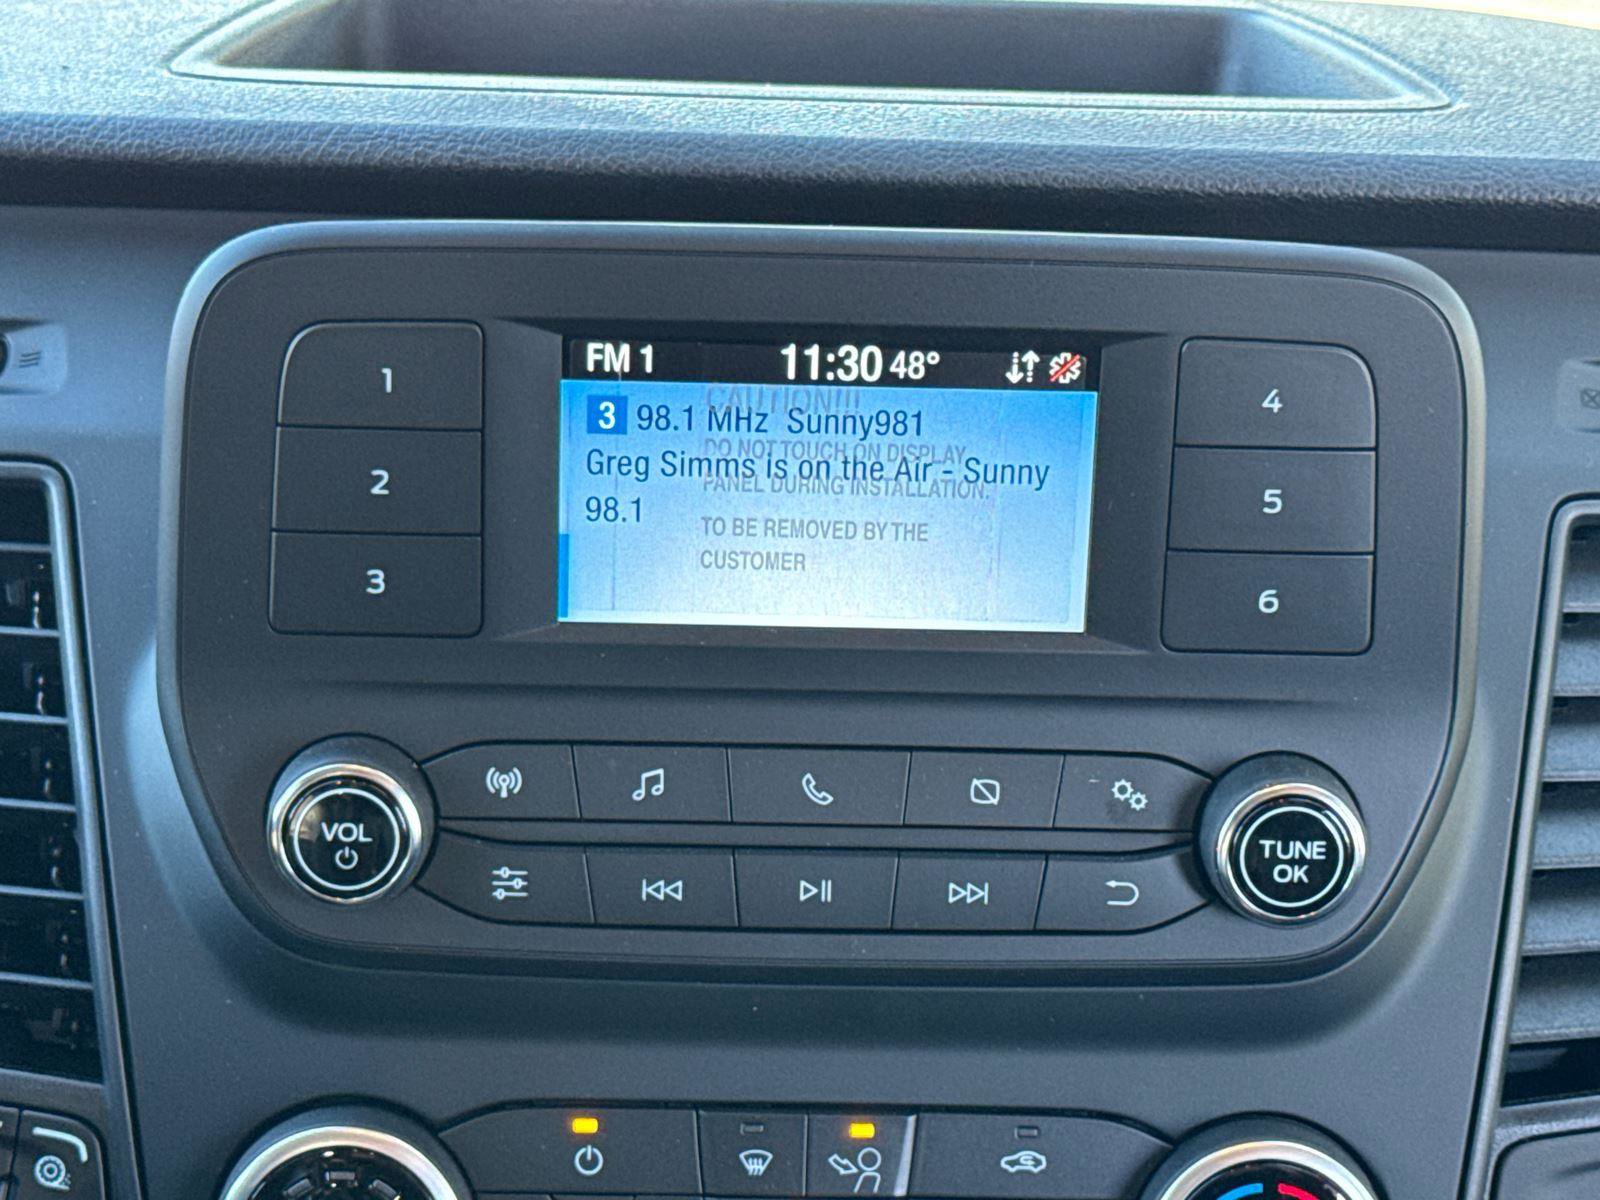 FM 1 11:30 48°
3 98.1 MHz Sunny981
Greg Simms is on the Air - Sunny
98.1
CAUTION!!!
DO NOT TOUCH ON DISPLAY
PANEL DURING INSTALLATION.
TO BE REMOVED BY THE
CUSTOMER
1
2
3
4
5
6
VOL
TUNE
OK